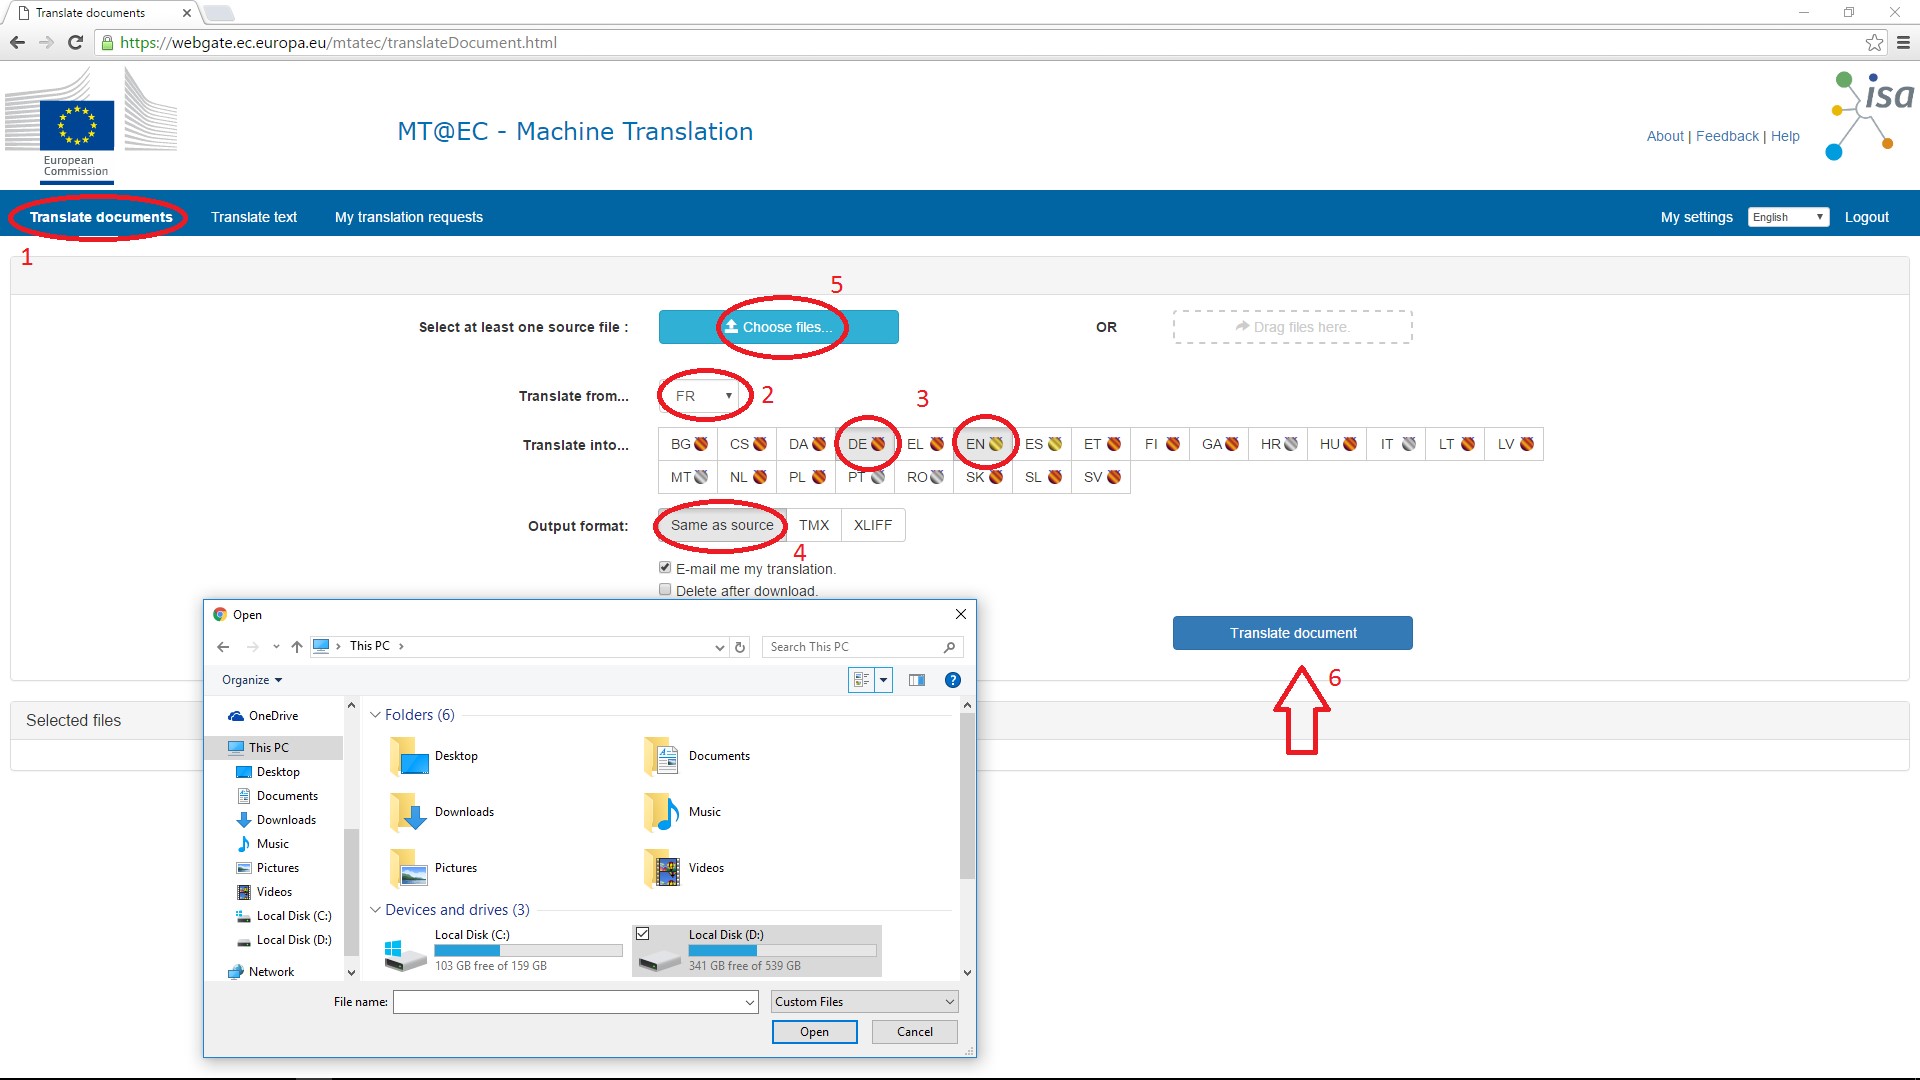 Translate documents
https://webgate.ec.europa.eu/mtatec/translateDocument.html
European
Commission
MT@EC - Machine Translation
About | Feedback | Help
isa
Translate documents Translate text My translation requests My settings English Logout
1
5
Select at least one source file : Choose files... OR Drag files here.
Translate from... FR 2 3
Translate into... BG CS DA DE EL EN ES ET FI GA HR HU IT LT LV
MT NL PL PT RO SK SL SV
Output format: Same as source TMX XLIFF
4
E-mail me my translation.
Delete after download.
Translate document
6
Selected files
Open
This PC
Search This PC
Organize
OneDrive
This PC
Desktop
Documents
Downloads
Music
Pictures
Videos
Local Disk (C:)
Local Disk (D:)
Network
Folders (6)
Desktop Documents
Downloads Music
Pictures Videos
Devices and drives (3)
Local Disk (C:)
103 GB free of 159 GB
Local Disk (D:)
341 GB free of 539 GB
File name: Custom Files
Open Cancel